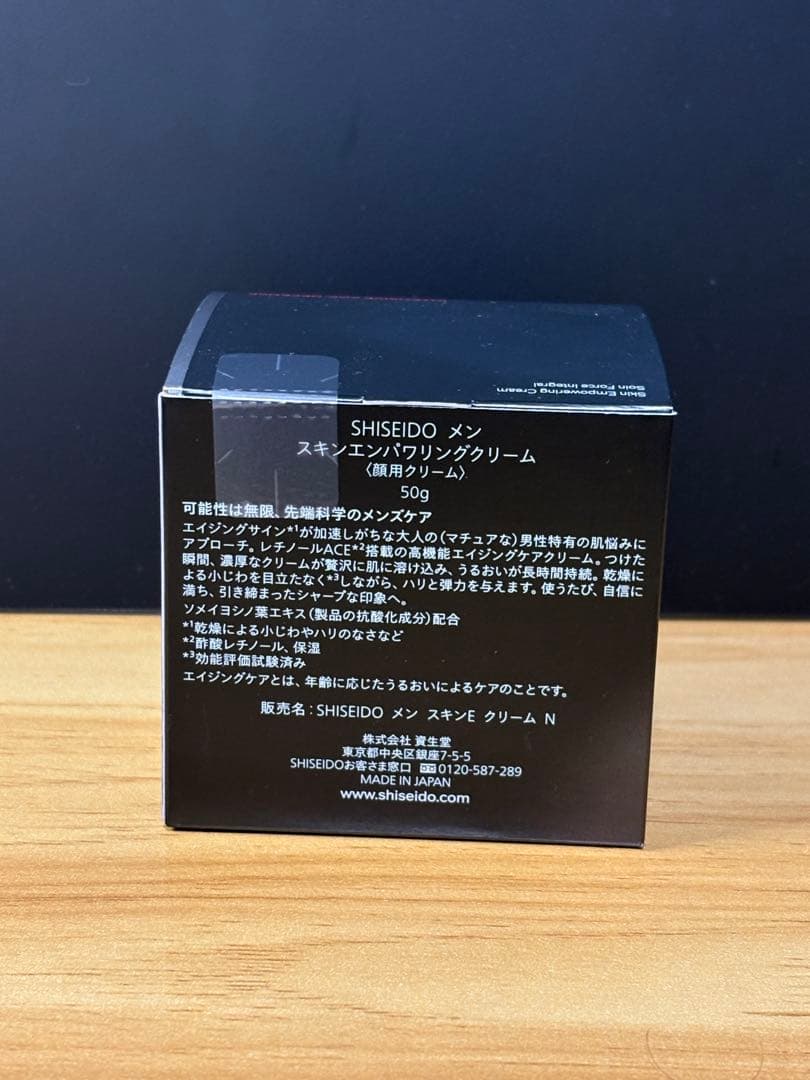 Skin Empowering Cream
Soin Force Intégral
SHISEIDO メン
スキンエンパワリングクリーム
〈顔用クリーム〉
50g
可能性は無限、先端科学のメンズケア
エイジングサイン*1が加速しがちな大人の(マチュアな)男性特有の肌悩みに
アプローチ。レチノールACE*2搭載の高機能エイジングケアクリーム。つけた
瞬間、濃厚なクリームが贅沢に肌に溶け込み、うるおいが長時間持続。乾燥に
よる小じわを目立たなく*3しながら、ハリと弾力を与えます。使うたび、自信に
満ち、引き締まったシャープな印象へ。
ソメイヨシノ葉エキス(製品の抗酸化成分)配合
*1乾燥による小じわやハリのなさなど
*2酢酸レチノール、保湿
*3効能評価試験済み
エイジングケアとは、年齢に応じたうるおいによるケアのことです。
販売名:SHISEIDO メン スキンE クリーム N
株式会社 資生堂
東京都中央区銀座7-5-5
SHISEIDOお客さま窓口 0120-587-289
MADE IN JAPAN
www.shiseido.com